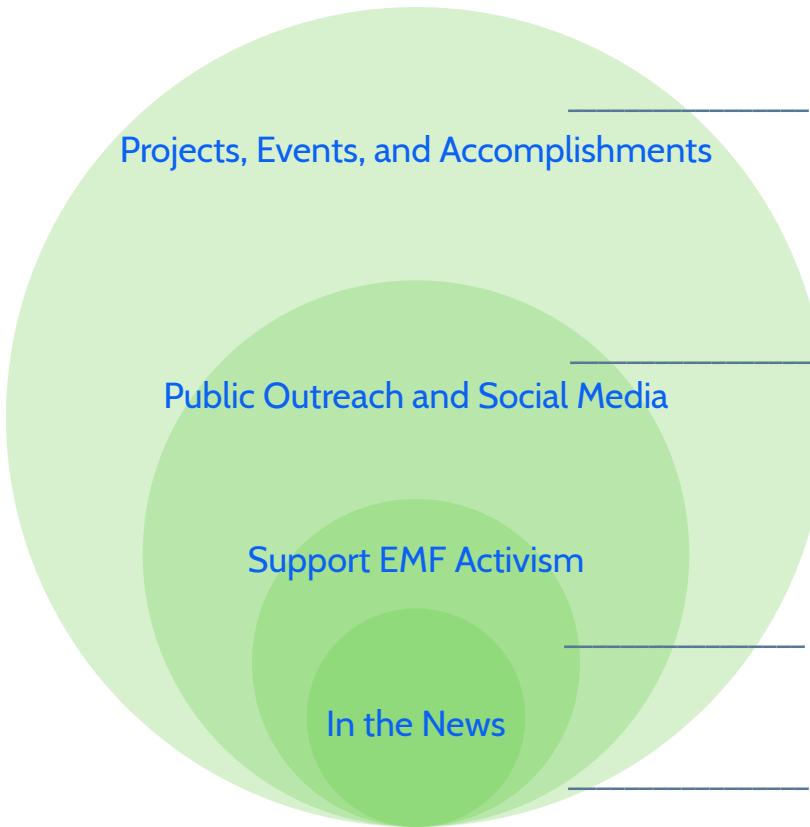 Projects, Events, and Accomplishments
Public Outreach and Social Media
Support EMF Activism
In the News